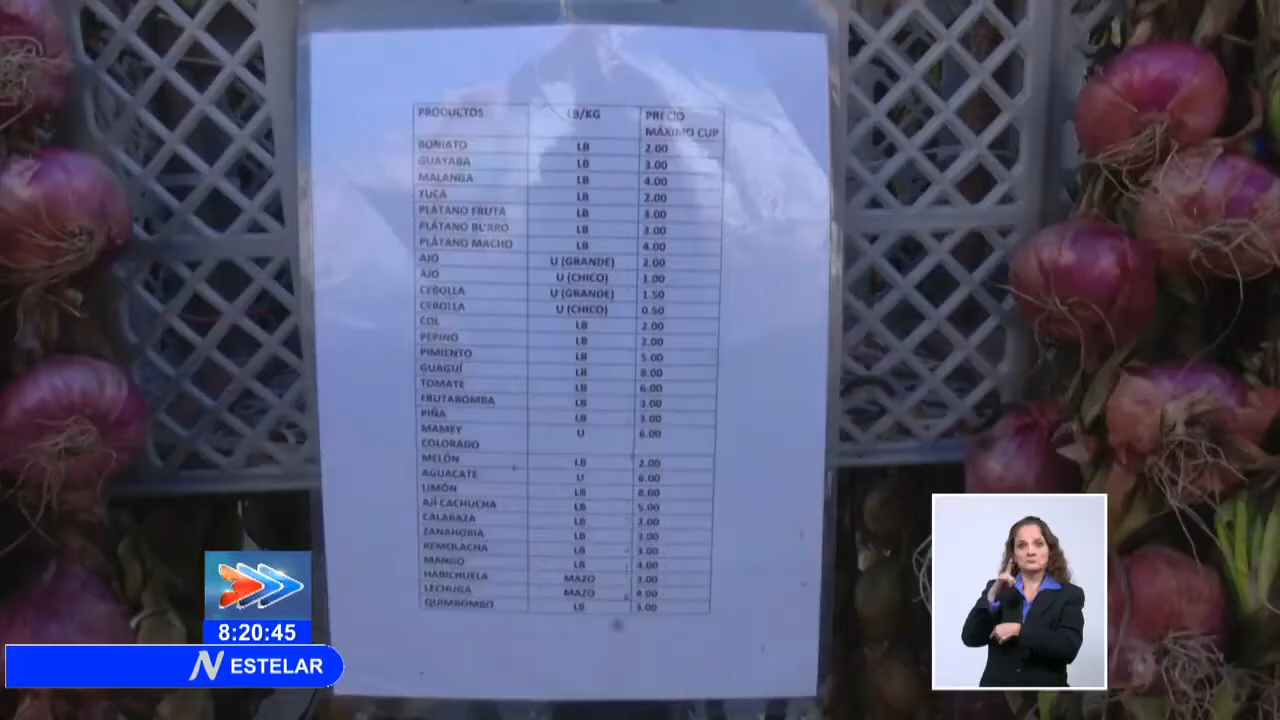 PRODUCTOS LB/KG PRECIO
MÁXIMO CUP
BONIATO LB 2.00
GUAYABA LB 3.00
MALANGA LB 4.00
YUCA LB 2.00
PLÁTANO FRUTA LB 3.00
PLÁTANO BURRO LB 3.00
PLÁTANO MACHO LB 4.00
AJO U (GRANDE) 2.00
AJO U (CHICO) 1.00
CEBOLLA U (GRANDE) 1.50
CEBOLLA U (CHICO) 0.50
COL LB 2.00
PEPINO LB 2.00
PIMIENTO LB 5.00
GUAGUÍ LB 8.00
TOMATE LB 6.00
FRUTABOMBA LB 3.00
PIÑA LB 3.00
MAMEY U 6.00
COLORADO
MELÓN LB 2.00
AGUACATE U 6.00
LIMÓN LB 8.00
AJÍ CACHUCHA LB 5.00
CALABAZA LB
ZANAHORIA LB 3.00
REMOLACHA LB 3.00
MANGO LB 4.00
HABICHUELA MAZO 3.00
LECHUGA MAZO 4.00
QUIMBOMBO LB 3.00
8:20:45
N ESTELAR